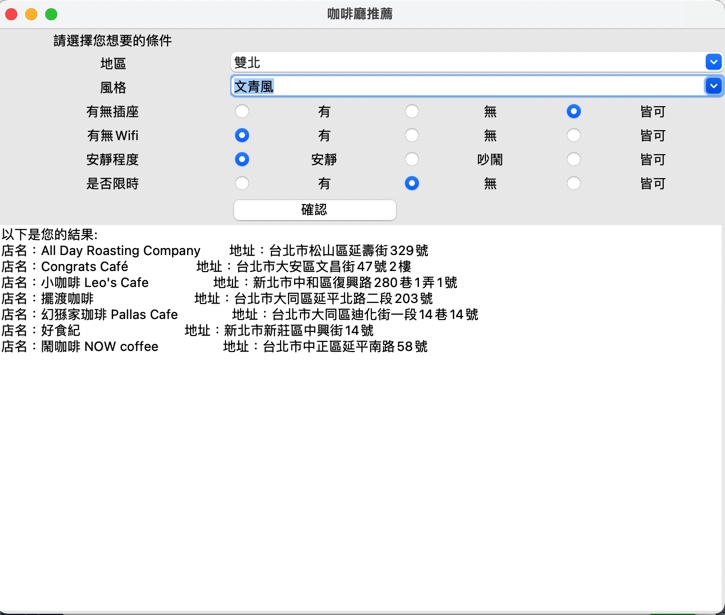 咖啡廳推薦
請選擇您想要的條件
地區 雙北
風格 文青風
有無插座 有 無 皆可
有無Wifi 有 無 皆可
安靜程度 安靜 吵鬧 皆可
是否限時 有 無 皆可
確認
以下是您的結果:
店名：All Day Roasting Company 地址：台北市松山區延壽街329號
店名：Congrats Café 地址：台北市大安區文昌街47號2樓
店名：小咖啡 Leo's Cafe 地址：新北市中和區復興路280巷1弄1號
店名：擺渡咖啡 地址：台北市大同區延平北路二段203號
店名：幻猻家珈琲 Pallas Cafe 地址：台北市大同區迪化街一段14巷14號
店名：好食紀 地址：新北市新莊區中興街14號
店名：鬧咖啡 NOW coffee 地址：台北市中正區延平南路58號